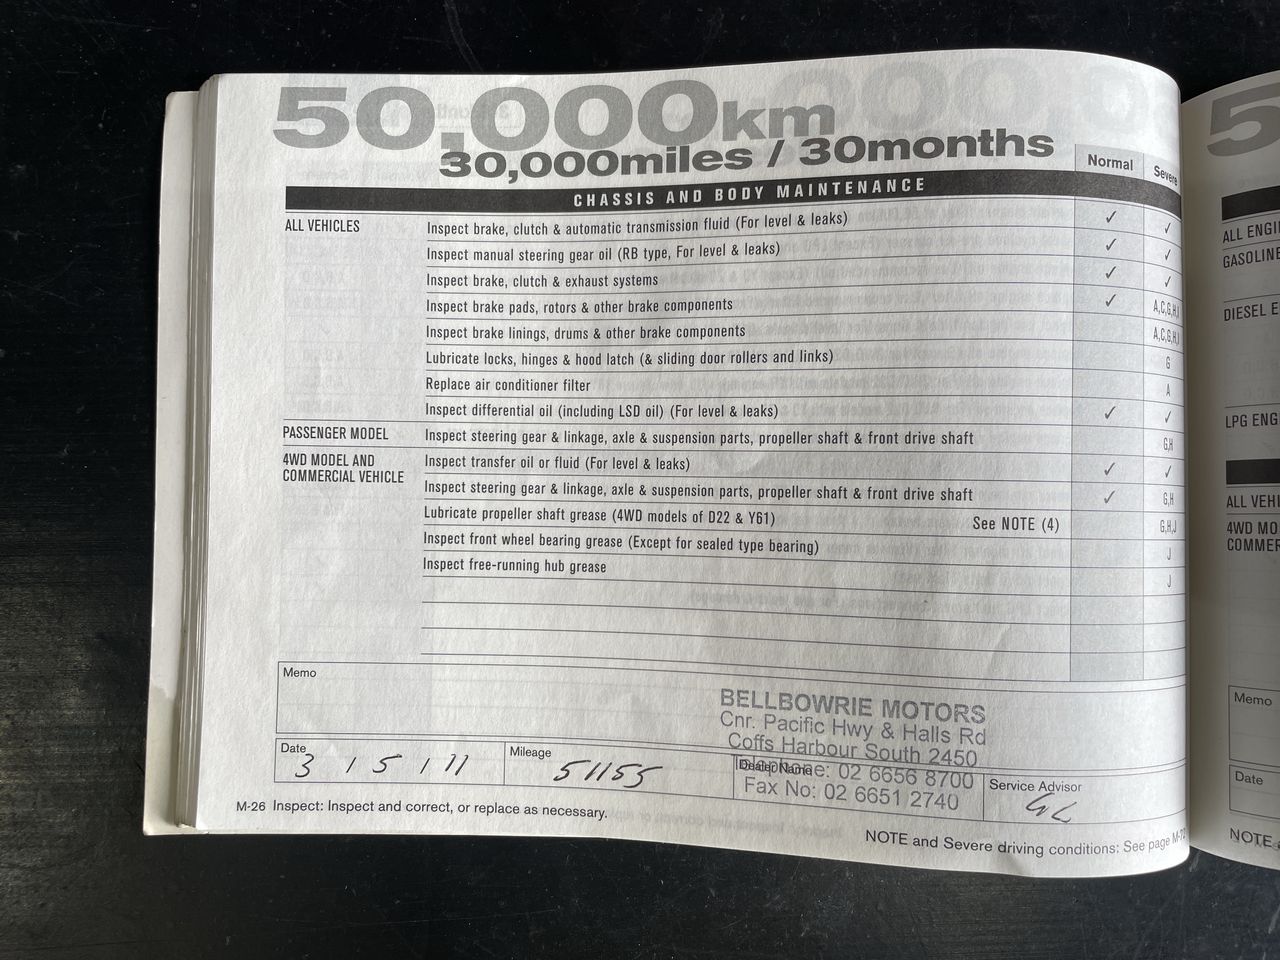 50,000km
30,000miles / 30months
Normal Severe
CHASSIS AND BODY MAINTENANCE
ALL VEHICLES Inspect brake, clutch & automatic transmission fluid (For level & leaks) ✓ ✓
Inspect manual steering gear oil (RB type, For level & leaks) ✓ ✓
Inspect brake, clutch & exhaust systems ✓ ✓
Inspect brake pads, rotors & other brake components ✓ A,C,G,H,I
Inspect brake linings, drums & other brake components A,C,G,H,I
Lubricate locks, hinges & hood latch (& sliding door rollers and links) G
Replace air conditioner filter A
Inspect differential oil (including LSD oil) (For level & leaks) ✓ ✓
PASSENGER MODEL Inspect steering gear & linkage, axle & suspension parts, propeller shaft & front drive shaft G,H
4WD MODEL AND Inspect transfer oil or fluid (For level & leaks) ✓ ✓
COMMERCIAL VEHICLE Inspect steering gear & linkage, axle & suspension parts, propeller shaft & front drive shaft ✓ G,H
Lubricate propeller shaft grease (4WD models of D22 & Y61) See NOTE (4) G,H,J
Inspect front wheel bearing grease (Except for sealed type bearing) J
Inspect free-running hub grease J
Memo
BELLBOWRIE MOTORS
Cnr. Pacific Hwy & Halls Rd
Coffs Harbour South 2450
Telephone: 02 6656 8700
Fax No: 02 6651 2740
Date 3 / 5 / 11
Mileage 51155
Dealer Name
Service Advisor
M-26 Inspect: Inspect and correct, or replace as necessary.
NOTE and Severe driving conditions: See page
5
ALL
GASOLINE
DIESEL
LPG
ALL
4WD
Memo
Date
NOTE